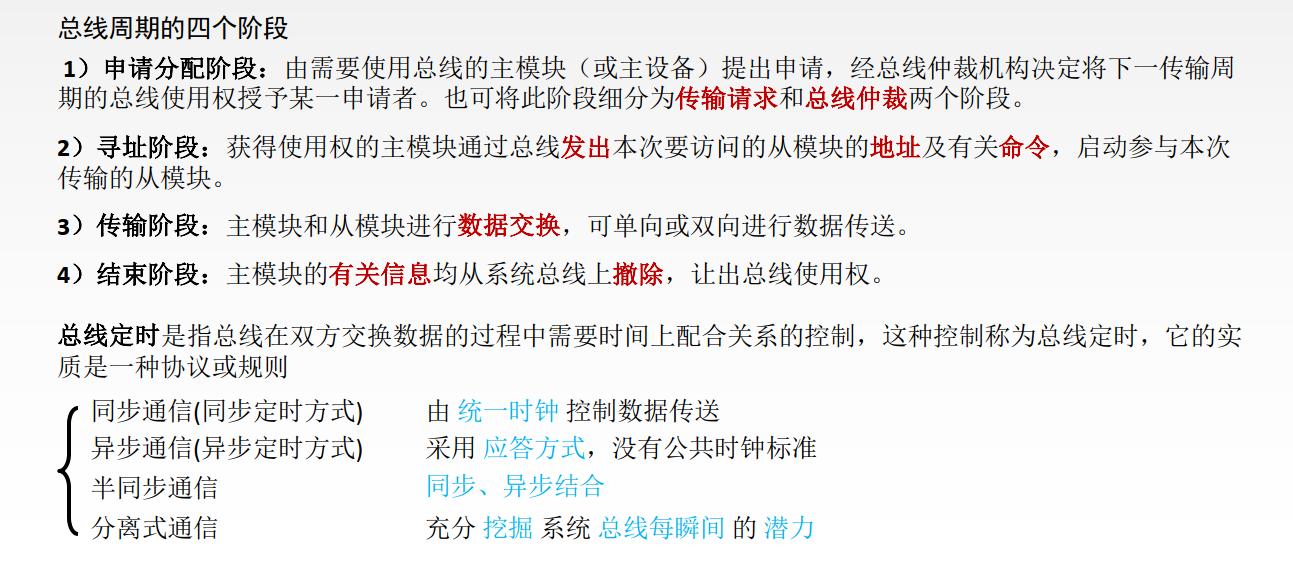 总线周期的四个阶段
1）申请分配阶段：由需要使用总线的主模块（或主设备）提出申请，经总线仲裁机构决定将下一传输周
期的总线使用权授予某一申请者。也可将此阶段细分为传输请求和总线仲裁两个阶段。
2）寻址阶段：获得使用权的主模块通过总线发出本次要访问的从模块的地址及有关命令，启动参与本次
传输的从模块。
3）传输阶段：主模块和从模块进行数据交换，可单向或双向进行数据传送。
4）结束阶段：主模块的有关信息均从系统总线上撤除，让出总线使用权。
总线定时是指总线在双方交换数据的过程中需要时间上配合关系的控制，这种控制称为总线定时，它的实
质是一种协议或规则
同步通信(同步定时方式) 由 统一时钟 控制数据传送
异步通信(异步定时方式) 采用 应答方式，没有公共时钟标准
半同步通信 同步、异步结合
分离式通信 充分 挖掘 系统 总线每瞬间 的 潜力